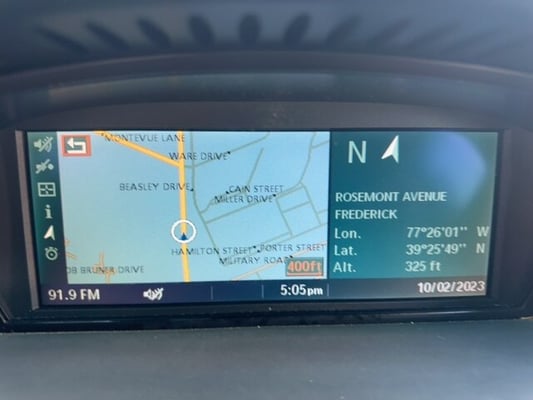 MONTEVUE LANE
WARE DRIVE
BEASLEY DRIVE
CAIN STREET
MILLER DRIVE
HAMILTON STREET
PORTER STREET
MILITARY ROAD
OB BRUNER DRIVE
400ft
N
ROSEMONT AVENUE
FREDERICK
Lon. 77°26'01" W
Lat. 39°25'49" N
Alt. 325 ft
i
91.9 FM
5:05pm
10/02/2023